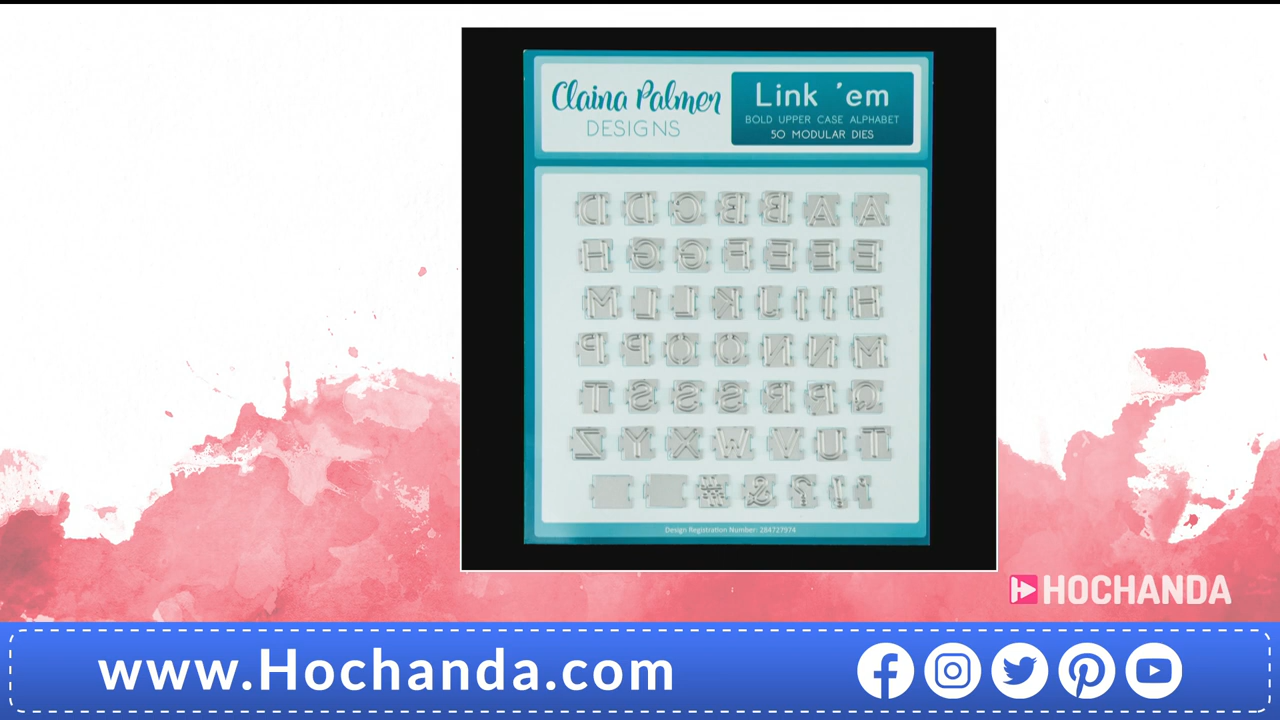 Claina Palmer
DESIGNS
Link 'em
BOLD UPPER CASE ALPHABET
50 MODULAR DIES
D D C B B A A
H G G F E E E
M L L K J I I H
P P O O N N M
T S S S R R Q
Z Y X W V U T
# & ? ! '
Design Registration Number: 284727974
HOCHANDA
www.Hochanda.com